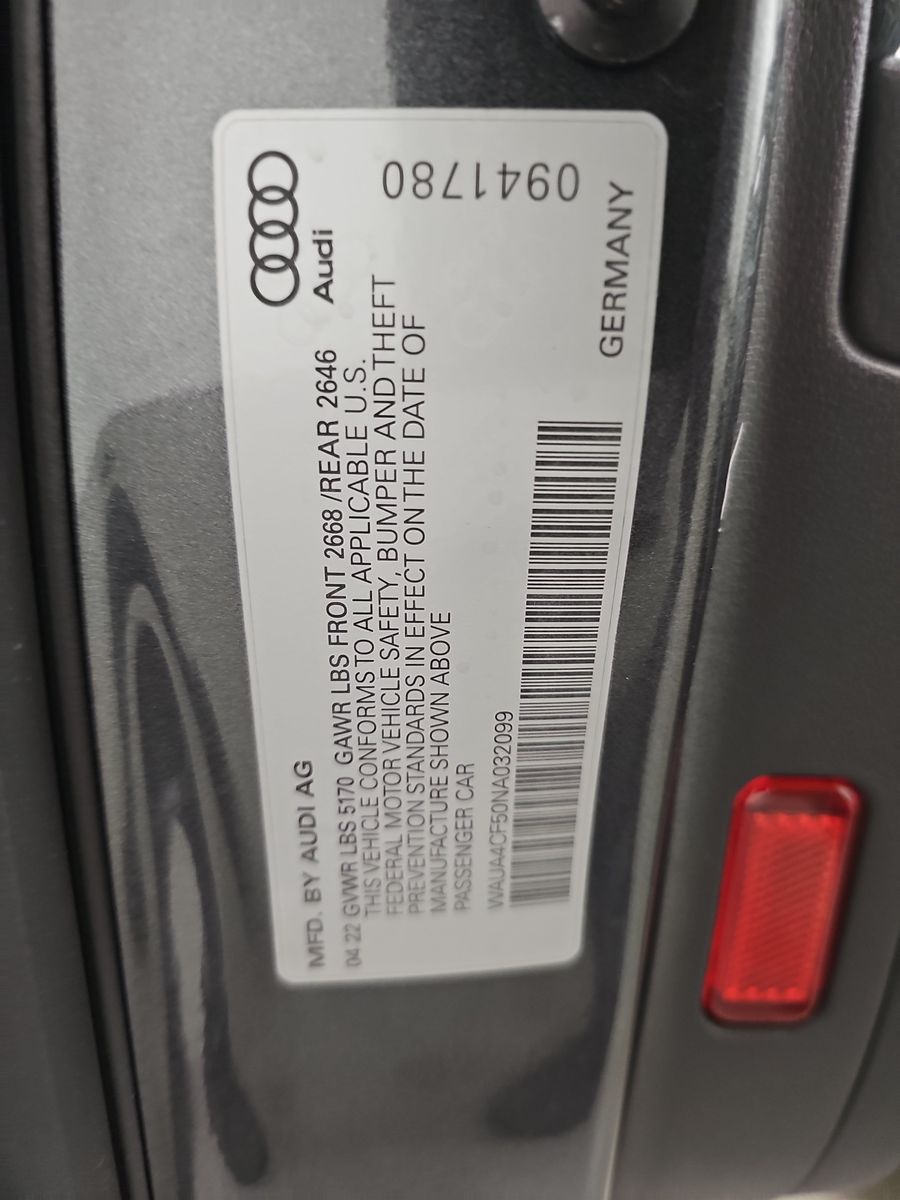 MFD. BY AUDI AG
Audi
04 22 GVWR LBS 5170 GAWR LBS FRONT 2668 /REAR 2646
THIS VEHICLE CONFORMS TO ALL APPLICABLE U.S.
FEDERAL MOTOR VEHICLE SAFETY, BUMPER AND THEFT
PREVENTION STANDARDS IN EFFECT ON THE DATE OF
MANUFACTURE SHOWN ABOVE
PASSENGER CAR
WAUA4CF50NA032099
0941780
GERMANY